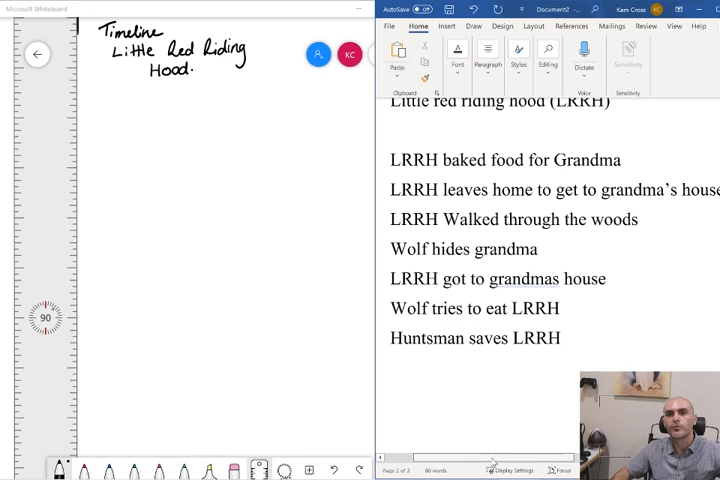 Microsoft Whiteboard
Timeline
Little Red Riding
Hood.
KC
90
AutoSave Off
Document2
Kam Cross
KC
File Home Insert Draw Design Layout References Mailings Review View
Paste
Font
Paragraph
Styles
Editing
Dictate
Sensitivity
Clipboard
Voice
Sensitivity
Little red riding hood (LRRH)
LRRH baked food for Grandma
LRRH leaves home to get to grandma's house
LRRH Walked through the woods
Wolf hides grandma
LRRH got to grandmas house
Wolf tries to eat LRRH
Huntsman saves LRRH
Page 2 of 2
60 words
Display Settings
Focus